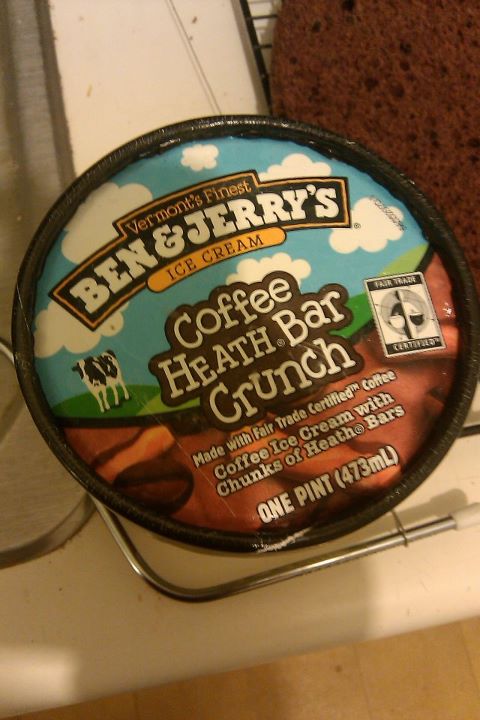 Vermont's Finest
BEN & JERRY'S®
ICE CREAM
Coffee
HEATH® Bar
Crunch
FAIR TRADE
CERTIFIED™
Made with Fair Trade Certified™ Coffee
Coffee Ice Cream with
Chunks of Heath® Bars
ONE PINT (473mL)